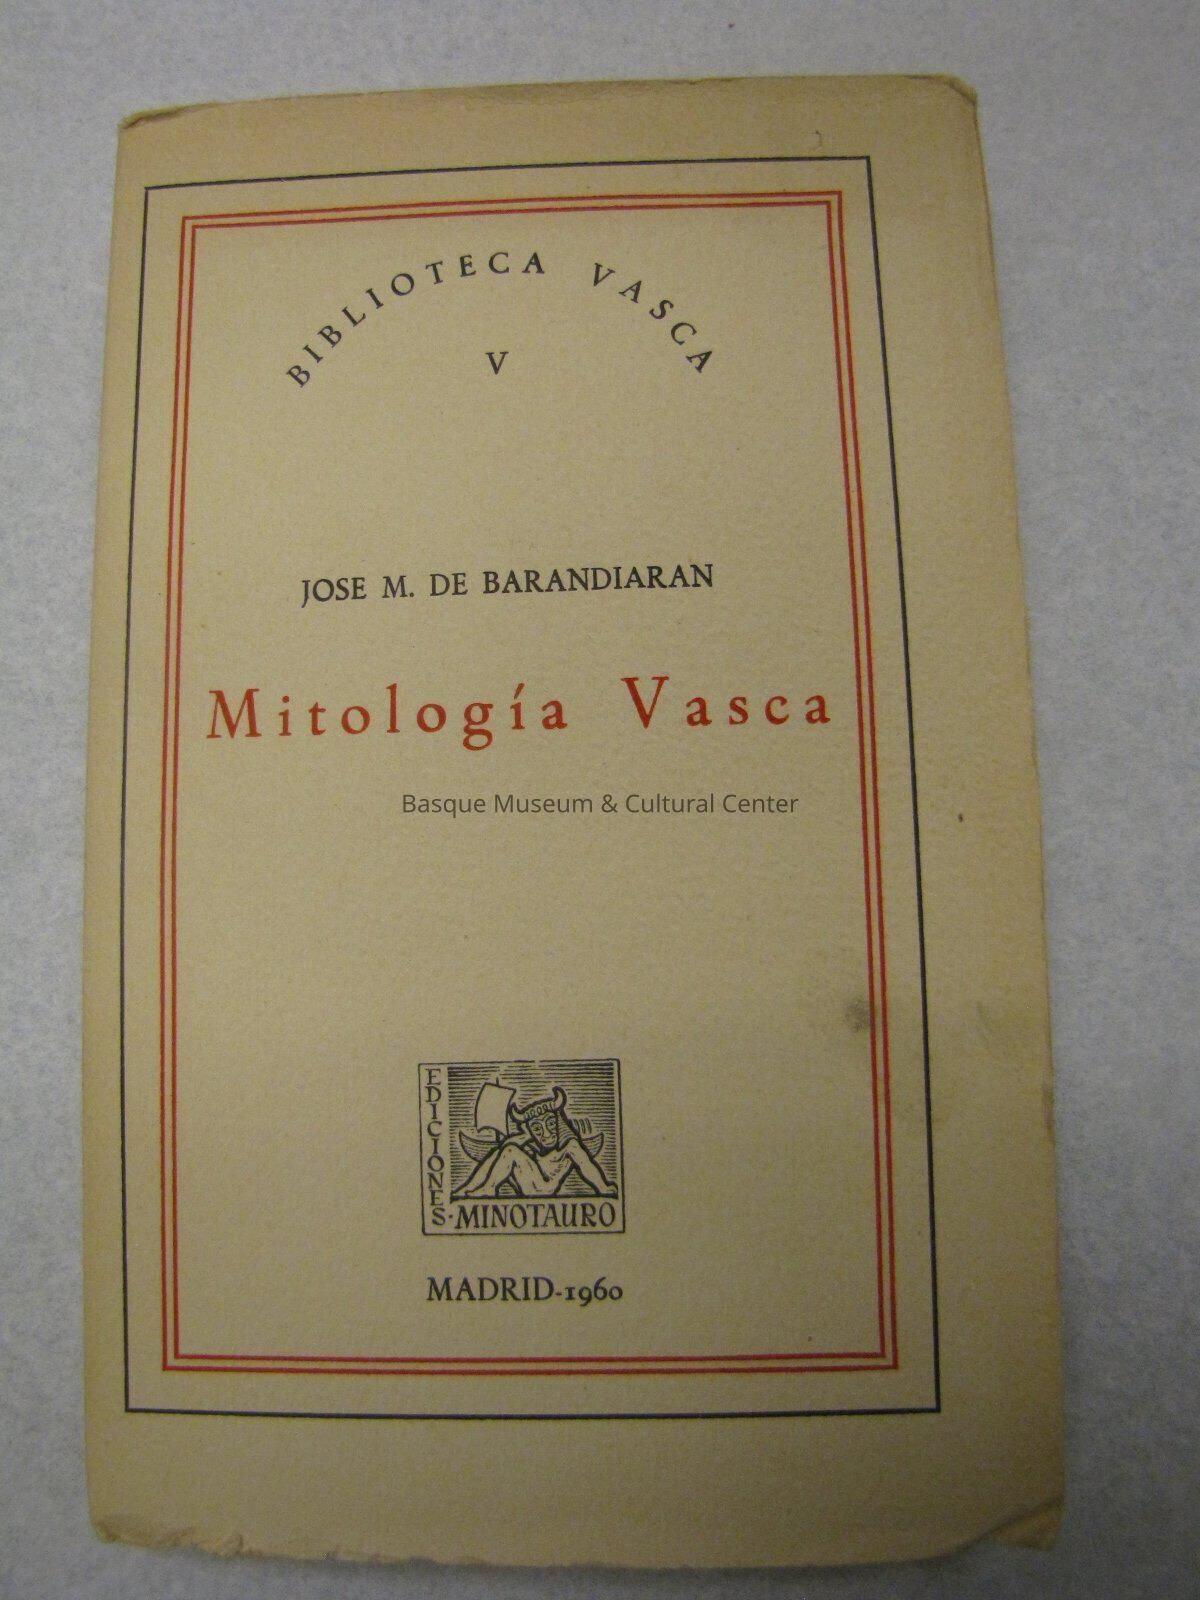 BIBLIOTECA VASCA
V
JOSE M. DE BARANDIARAN
Mitología Vasca
Basque Museum & Cultural Center
EDICIONES·MINOTAURO
MADRID-1960